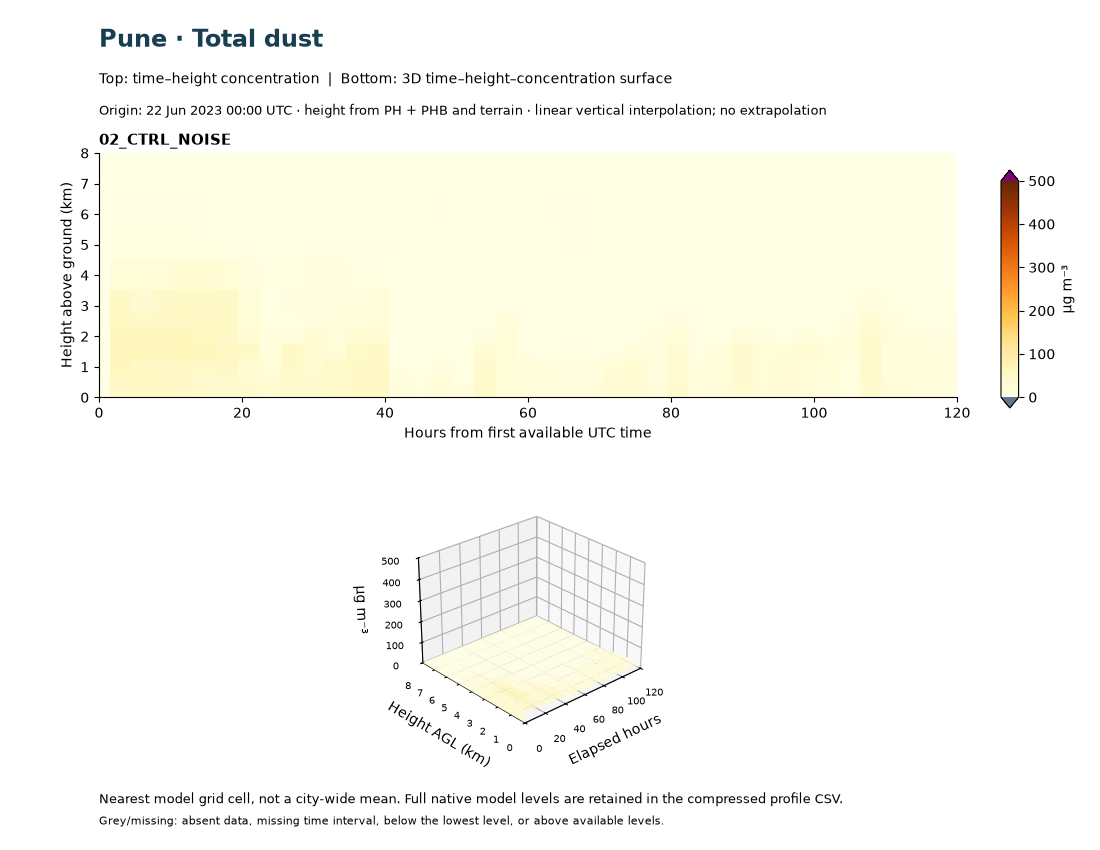 Pune · Total dust
Top: time–height concentration | Bottom: 3D time–height–concentration surface
Origin: 22 Jun 2023 00:00 UTC · height from PH + PHB and terrain · linear vertical interpolation; no extrapolation
02_CTRL_NOISE
8
7
6
5
4
3
2
1
0
Height above ground (km)
0 20 40 60 80 100 120
Hours from first available UTC time
500
400
300
200
100
0
µg m⁻³
500
400
300
200
100
0
µg m⁻³
8 7 6 5 4 3 2 1 0
Height AGL (km)
0 20 40 60 80 100 120
Elapsed hours
Nearest model grid cell, not a city-wide mean. Full native model levels are retained in the compressed profile CSV.
Grey/missing: absent data, missing time interval, below the lowest level, or above available levels.